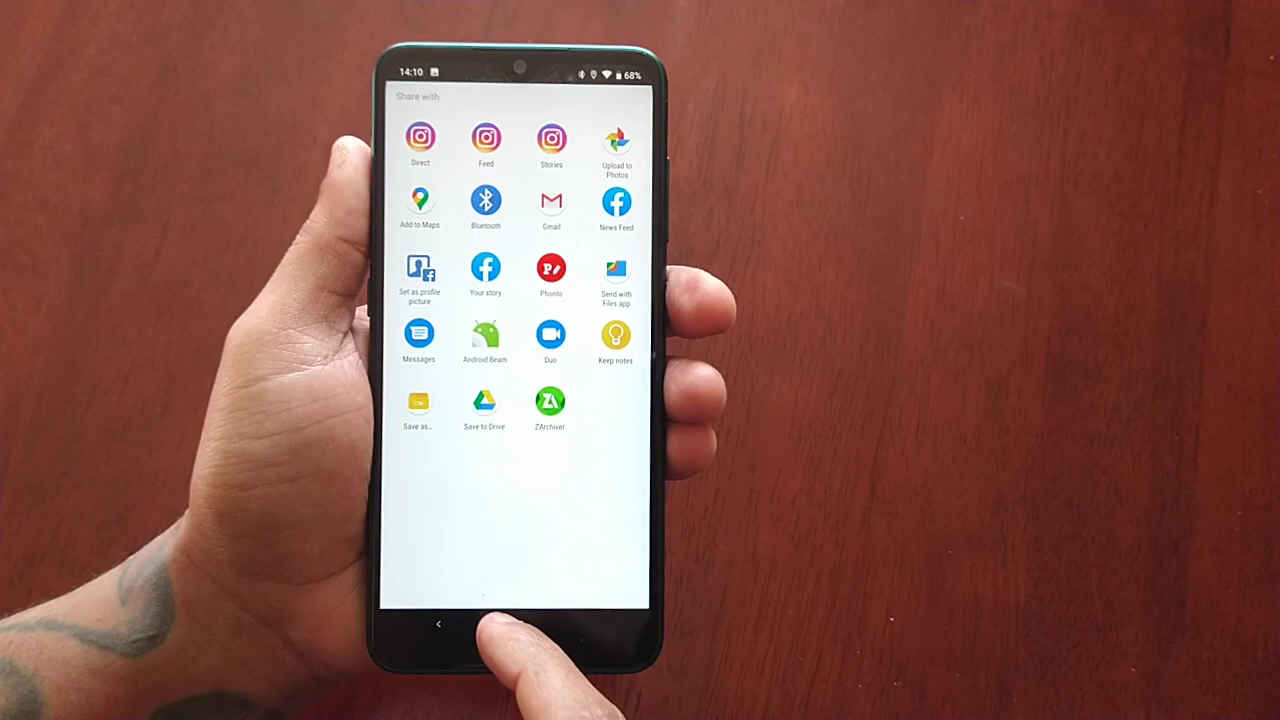 14:10 68%
Share with
Direct Feed Stories Upload to
Photos
Add to Maps Bluetooth Gmail News Feed
Set as profile
picture Your story Phonto Send with
Files app
Messages Android Beam Duo Keep notes
Save as... Save to Drive ZArchiver